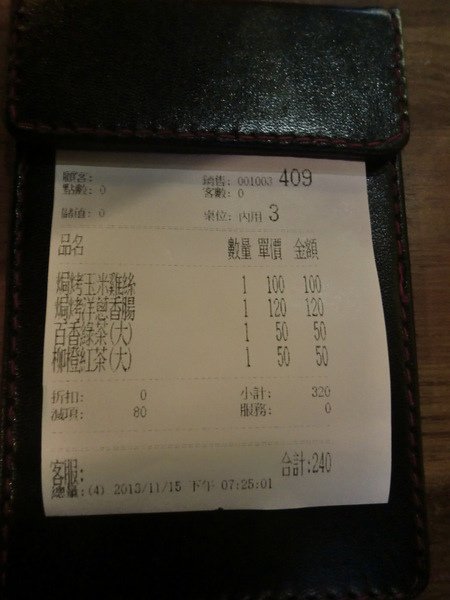 顧客: 銷售: 001003 409
點數: 0 客數: 0
儲值: 0 桌位: 內用 3
品名 數量 單價 金額
焗烤玉米雞絲 1 100 100
焗烤洋蔥香腸 1 120 120
百香綠茶(大) 1 50 50
柳橙紅茶(大) 1 50 50
折扣: 0 小計: 320
減項: 80 服務: 0
客服: 合計:240
總量:(4) 2013/11/15 下午 07:25:01